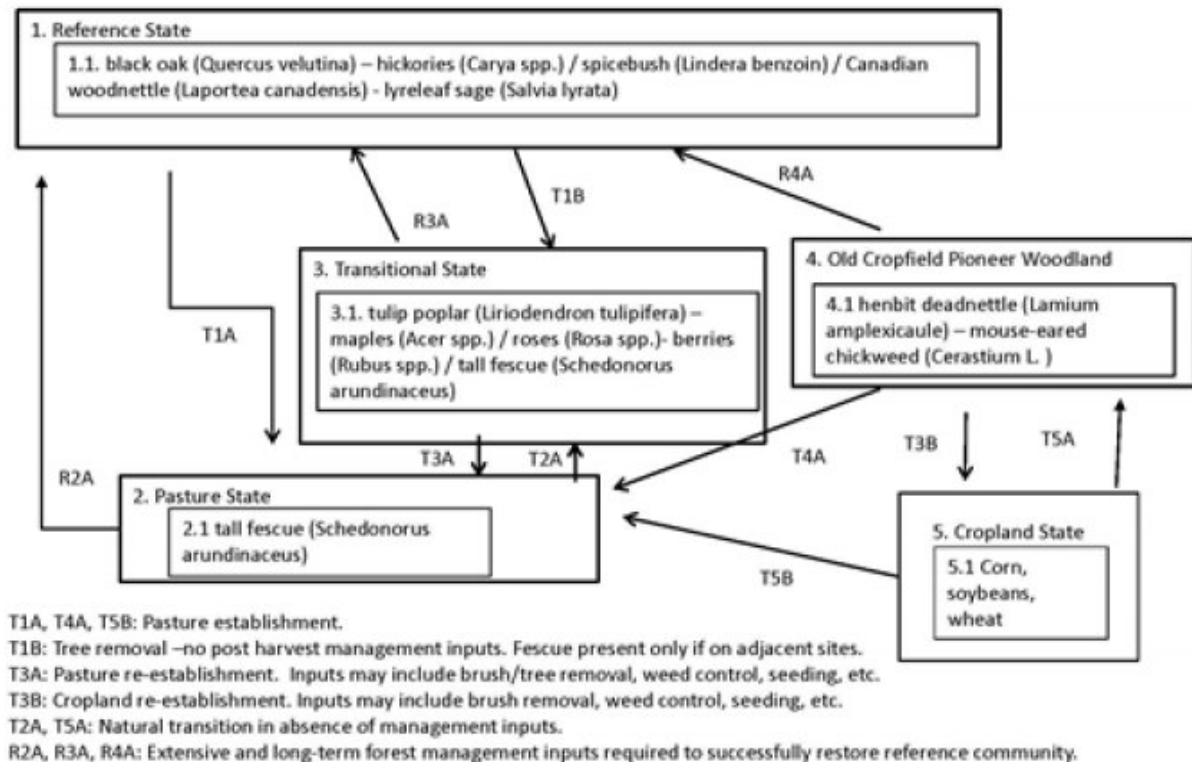 1. Reference State
1.1. black oak (Quercus velutina) – hickories (Carya spp.) / spicebush (Lindera benzoin) / Canadian
woodnettle (Laportea canadensis) - lyreleaf sage (Salvia lyrata)
R4A
T1B
R3A
3. Transitional State
3.1. tulip poplar (Liriodendron tulipifera) –
maples (Acer spp.) / roses (Rosa spp.)- berries
(Rubus spp.) / tall fescue (Schedonorus
arundinaceus)
4. Old Cropfield Pioneer Woodland
4.1 henbit deadnettle (Lamium
amplexicaule) – mouse-eared
chickweed (Cerastium L. )
T1A
T3A
T2A
T4A
T3B
T5A
R2A
2. Pasture State
2.1 tall fescue (Schedonorus
arundinaceus)
5. Cropland State
5.1 Corn,
soybeans,
wheat
T5B
T1A, T4A, T5B: Pasture establishment.
T1B: Tree removal –no post harvest management inputs. Fescue present only if on adjacent sites.
T3A: Pasture re-establishment.  Inputs may include brush/tree removal, weed control, seeding, etc.
T3B: Cropland re-establishment. Inputs may include brush removal, weed control, seeding, etc.
T2A, T5A: Natural transition in absence of management inputs.
R2A, R3A, R4A: Extensive and long-term forest management inputs required to successfully restore reference community.